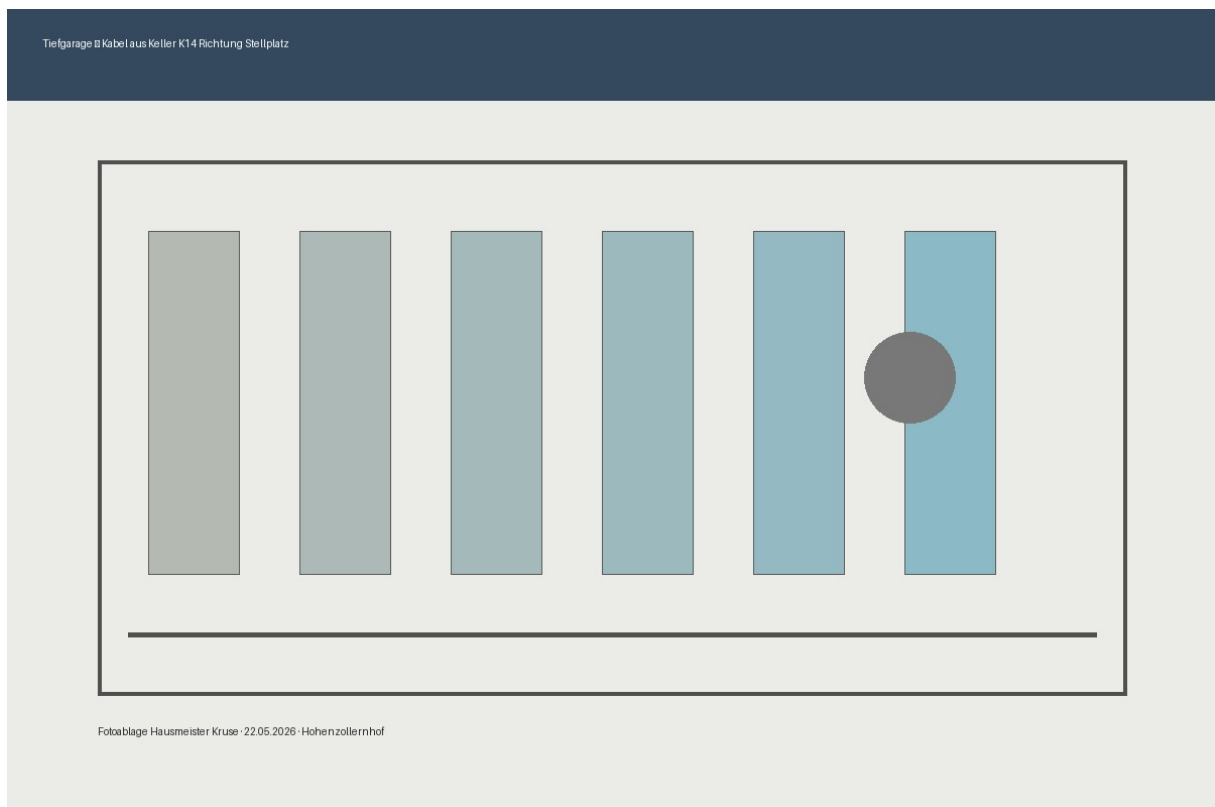 Tiefgarage ▯ Kabel aus Keller K14 Richtung Stellplatz
Fotoablage Hausmeister Kruse · 22.05.2026 · Hohenzollernhof